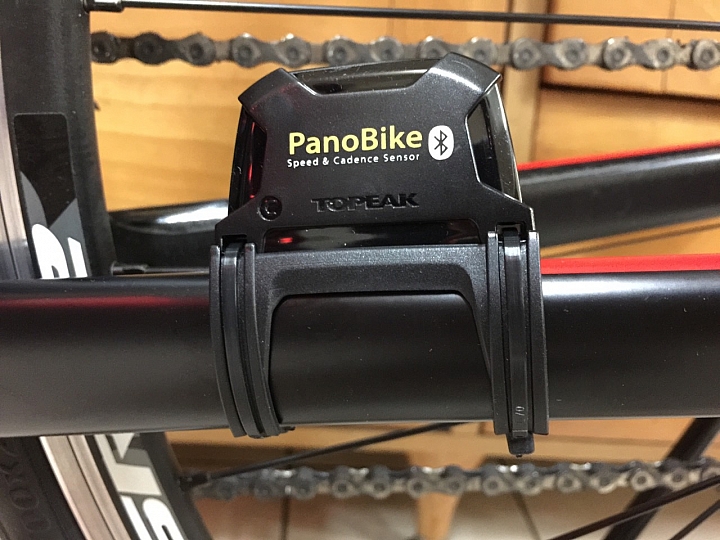 PanoBike
Speed & Cadence Sensor
TOPEAK